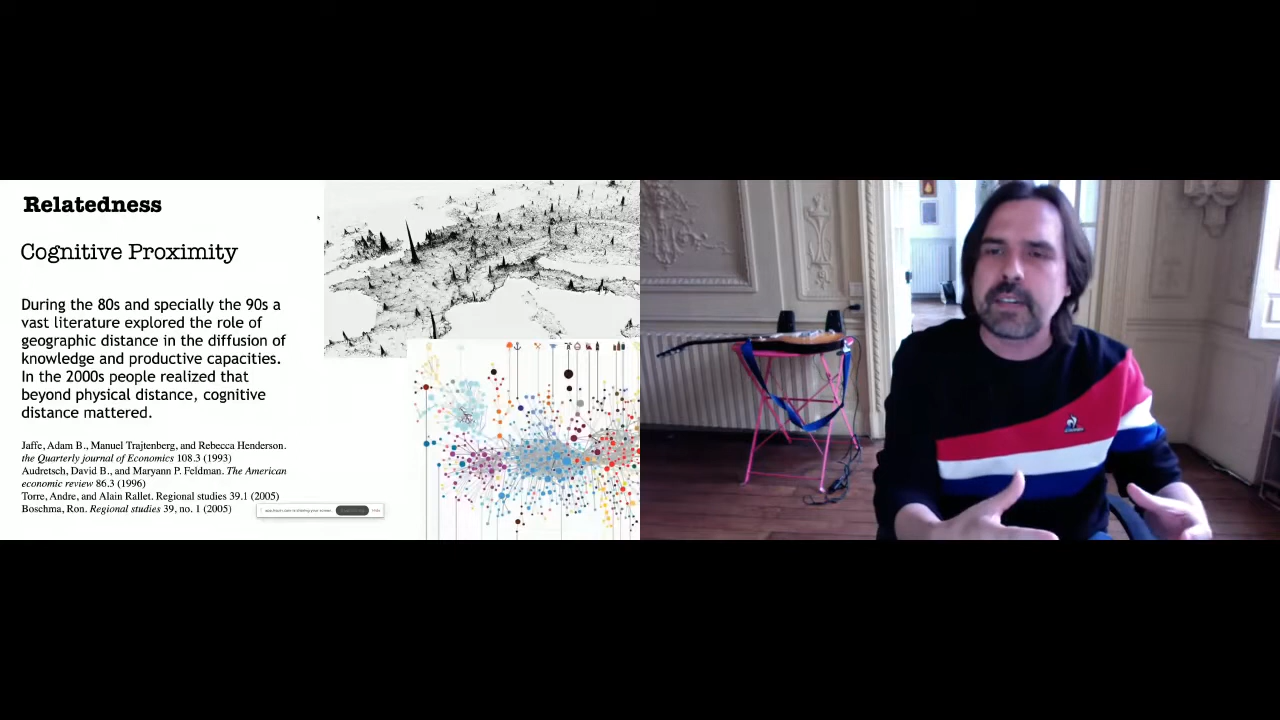 Relatedness
Cognitive Proximity
During the 80s and specially the 90s a
vast literature explored the role of
geographic distance in the diffusion of
knowledge and productive capacities.
In the 2000s people realized that
beyond physical distance, cognitive
distance mattered.
Jaffe, Adam B., Manuel Trajtenberg, and Rebecca Henderson.
the Quarterly journal of Economics 108.3 (1993)
Audretsch, David B., and Maryann P. Feldman. The American
economic review 86.3 (1996)
Torre, Andre, and Alain Rallet. Regional studies 39.1 (2005)
Boschma, Ron. Regional studies 39, no. 1 (2005)